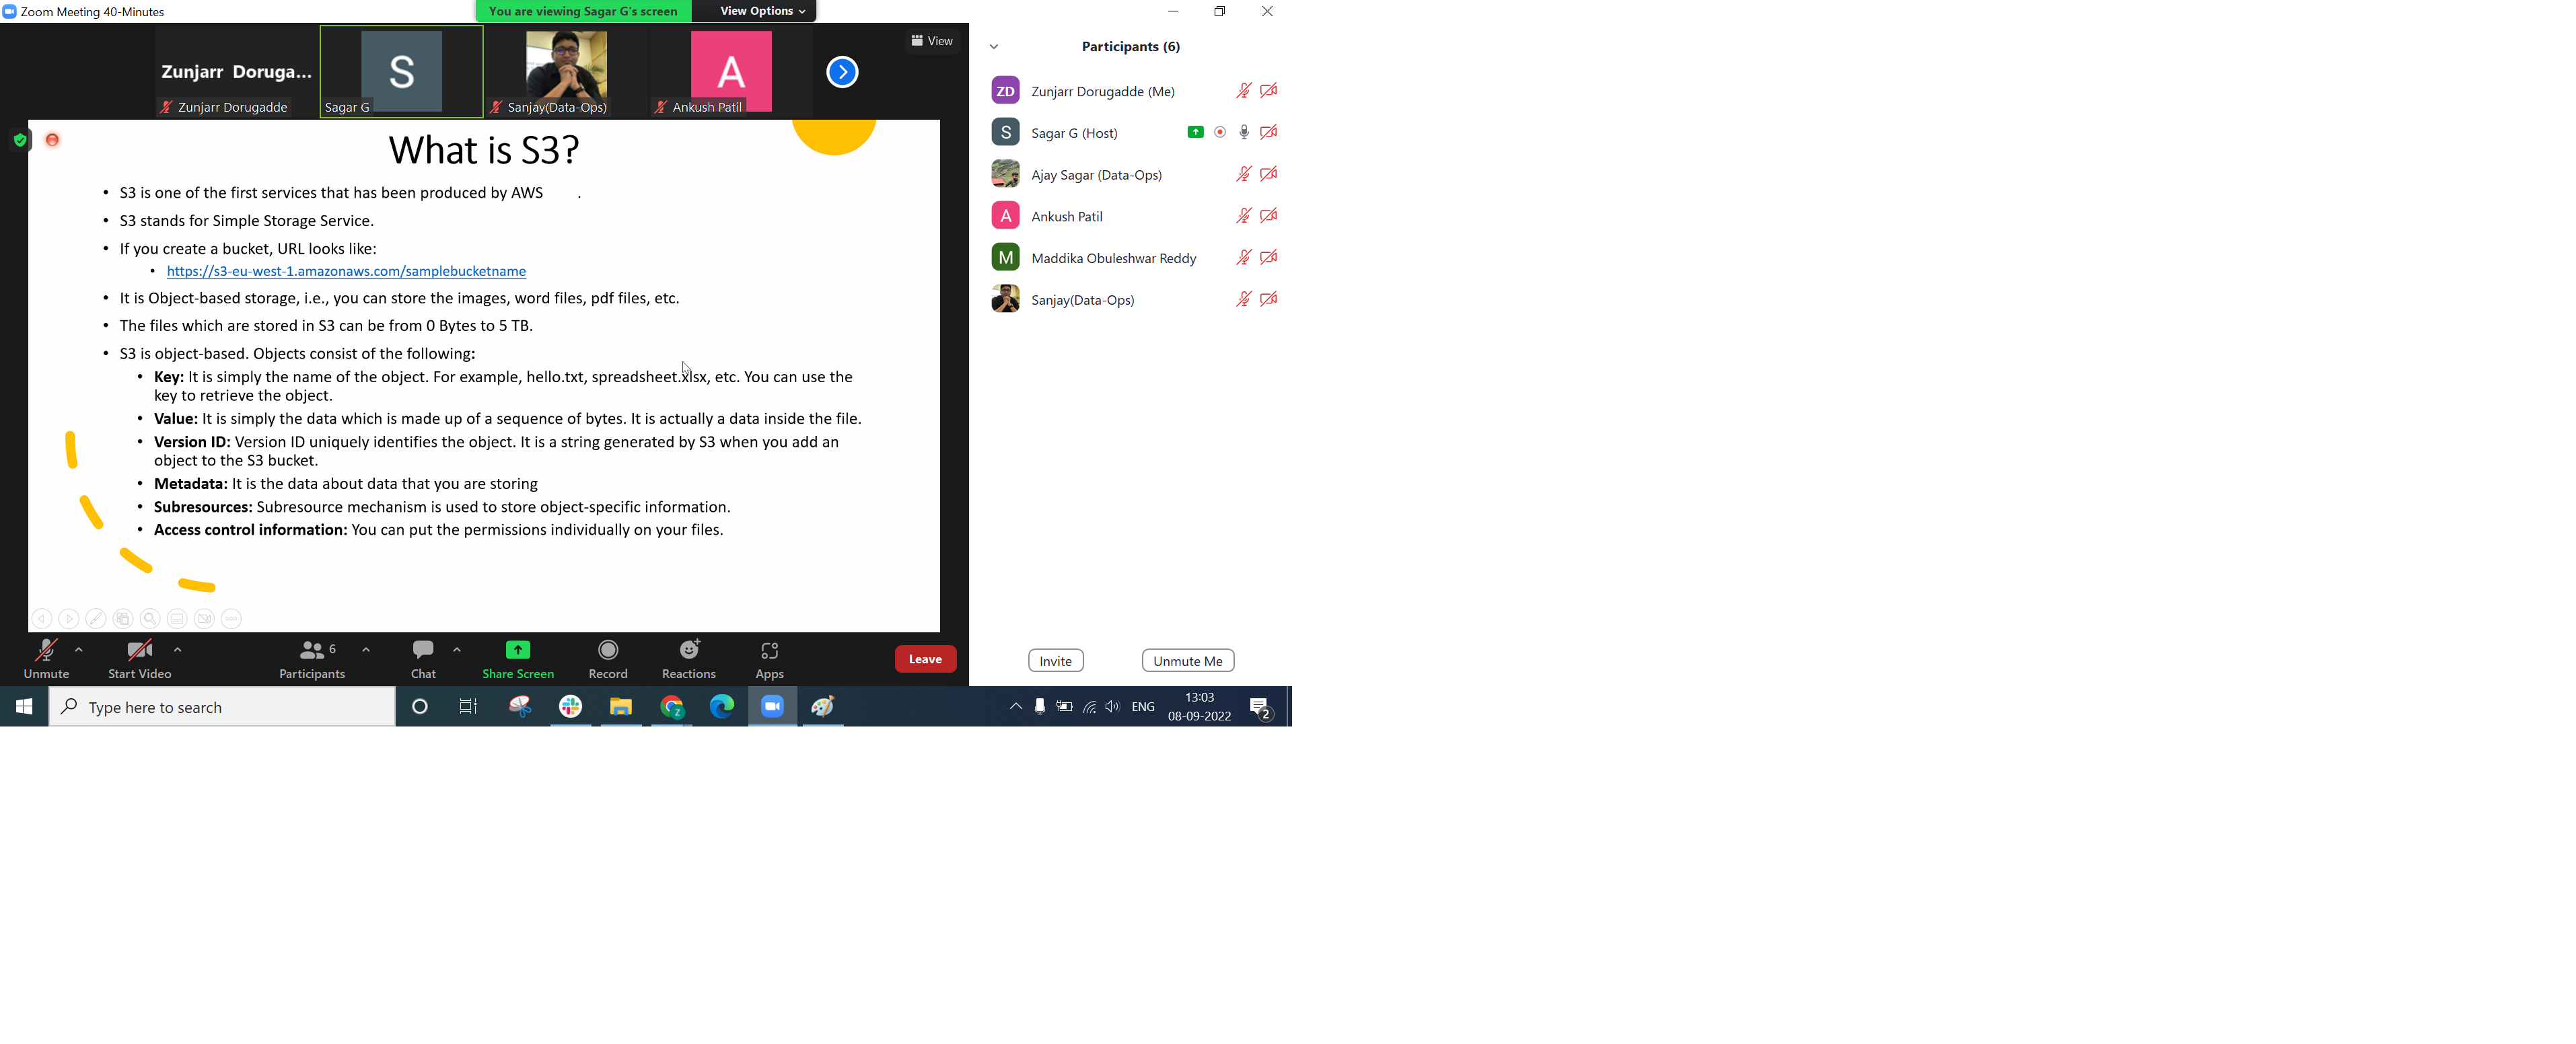 Zoom Meeting 40-Minutes
You are viewing Sagar G's screen
View Options
View
Zunjarr Doruga...
S
A
Zunjarr Dorugadde
Sagar G
Sanjay(Data-Ops)
Ankush Patil
What is S3?
• S3 is one of the first services that has been produced by AWS .
• S3 stands for Simple Storage Service.
• If you create a bucket, URL looks like:
• https://s3-eu-west-1.amazonaws.com/samplebucketname
• It is Object-based storage, i.e., you can store the images, word files, pdf files, etc.
• The files which are stored in S3 can be from 0 Bytes to 5 TB.
• S3 is object-based. Objects consist of the following:
• Key: It is simply the name of the object. For example, hello.txt, spreadsheet.xlsx, etc. You can use the
key to retrieve the object.
• Value: It is simply the data which is made up of a sequence of bytes. It is actually a data inside the file.
• Version ID: Version ID uniquely identifies the object. It is a string generated by S3 when you add an
object to the S3 bucket.
• Metadata: It is the data about data that you are storing
• Subresources: Subresource mechanism is used to store object-specific information.
• Access control information: You can put the permissions individually on your files.
Participants (6)
ZD Zunjarr Dorugadde (Me)
S Sagar G (Host)
Ajay Sagar (Data-Ops)
A Ankush Patil
M Maddika Obuleshwar Reddy
Sanjay(Data-Ops)
Invite
Unmute Me
Unmute
Start Video
6
Participants
Chat
Share Screen
Record
Reactions
Apps
Leave
Type here to search
Z
ENG
13:03
08-09-2022
2